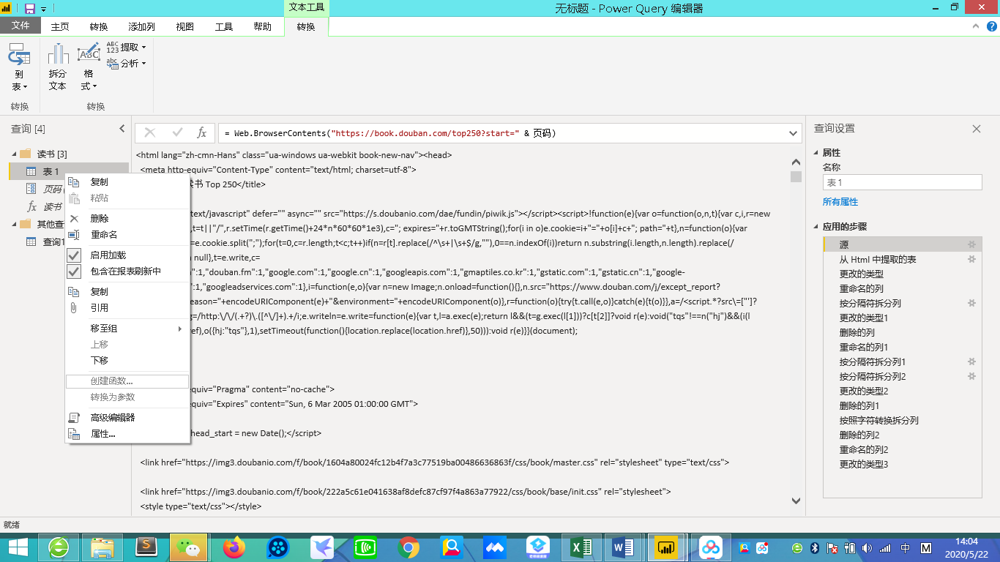 文本工具
无标题 - Power Query 编辑器
文件 主页 转换 添加列 视图 工具 帮助 转换
到表
拆分文本
格式
ABC 123 提取
abc 分析
转换 转换
查询 [4]
= Web.BrowserContents("https://book.douban.com/top250?start=" & 页码)
查询设置
读书 [3]
表 1
页码
读书
其他查
查询1
复制
粘贴
删除
重命名
启用加载
包含在报表刷新中
复制
引用
移至组
上移
下移
创建函数...
转换为参数
高级编辑器
属性...
<html lang="zh-cmn-Hans" class="ua-windows ua-webkit book-new-nav"><head>
<meta http-equiv="Content-Type" content="text/html; charset=utf-8">
读书 Top 250</title>
text/javascript" defer="" async="" src="https://s.doubanio.com/dae/fundin/piwik.js"></script><script>!function(e){var o=function(o,n,t){var c,i,r=new
,t=t||"/",r.setTime(r.getTime()+24*n*60*60*1e3),c="; expires="+r.toGMTString();for(i in o)e.cookie=i+"="+o[i]+c+"; path="+t},n=function(o){var
=e.cookie.split(";");for(t=0,c=r.length;t<c;t++)if(n=r[t].replace(/^\s+|\s+$/g,""),0==n.indexOf(i))return n.substring(i.length,n.length).replace(/
null},t=e.write,c=
":1,"douban.fm":1,"google.com":1,"google.cn":1,"googleapis.com":1,"gmaptiles.co.kr":1,"gstatic.com":1,"gstatic.cn":1,"google-
":1,"googleadservices.com":1},i=function(e,o){var n=new Image;n.onload=function(){},n.src="https://www.douban.com/j/except_report?
eason="+encodeURIComponent(e)+"&environment="+encodeURIComponent(o)},r=function(o){try{t.call(e,o)}catch(e){t(o)}},a=/<script.*?src\=["']?
g=/http:\/\/(.+?)\.([^\/]+).+/i;e.writeln=e.write=function(e){var t,l=a.exec(e);return l&&(t=g.exec(l[1]))?c[t[2]]?void r(e):void("tqs"!==n("hj")&&(i(l
ef),o({hj:"tqs"},1),setTimeout(function(){location.replace(location.href)},50))):void r(e)}}(document);
equiv="Pragma" content="no-cache">
equiv="Expires" content="Sun, 6 Mar 2005 01:00:00 GMT">
head_start = new Date();</script>
<link href="https://img3.doubanio.com/f/book/1604a80024fc12b4f7a3c77519ba00486636863f/css/book/master.css" rel="stylesheet" type="text/css">
<link href="https://img3.doubanio.com/f/book/222a5c61e041638af8defc87cf97f4a863a77922/css/book/base/init.css" rel="stylesheet">
<style type="text/css"></style>
属性
名称
表 1
所有属性
应用的步骤
源
从 Html 中提取的表
更改的类型
重命名的列
按分隔符拆分列
更改的类型1
删除的列
重命名的列1
按分隔符拆分列1
按分隔符拆分列2
更改的类型2
删除的列1
按照字符转换拆分列
删除的列2
重命名的列2
更改的类型3
就绪
中
M
14:04
2020/5/22